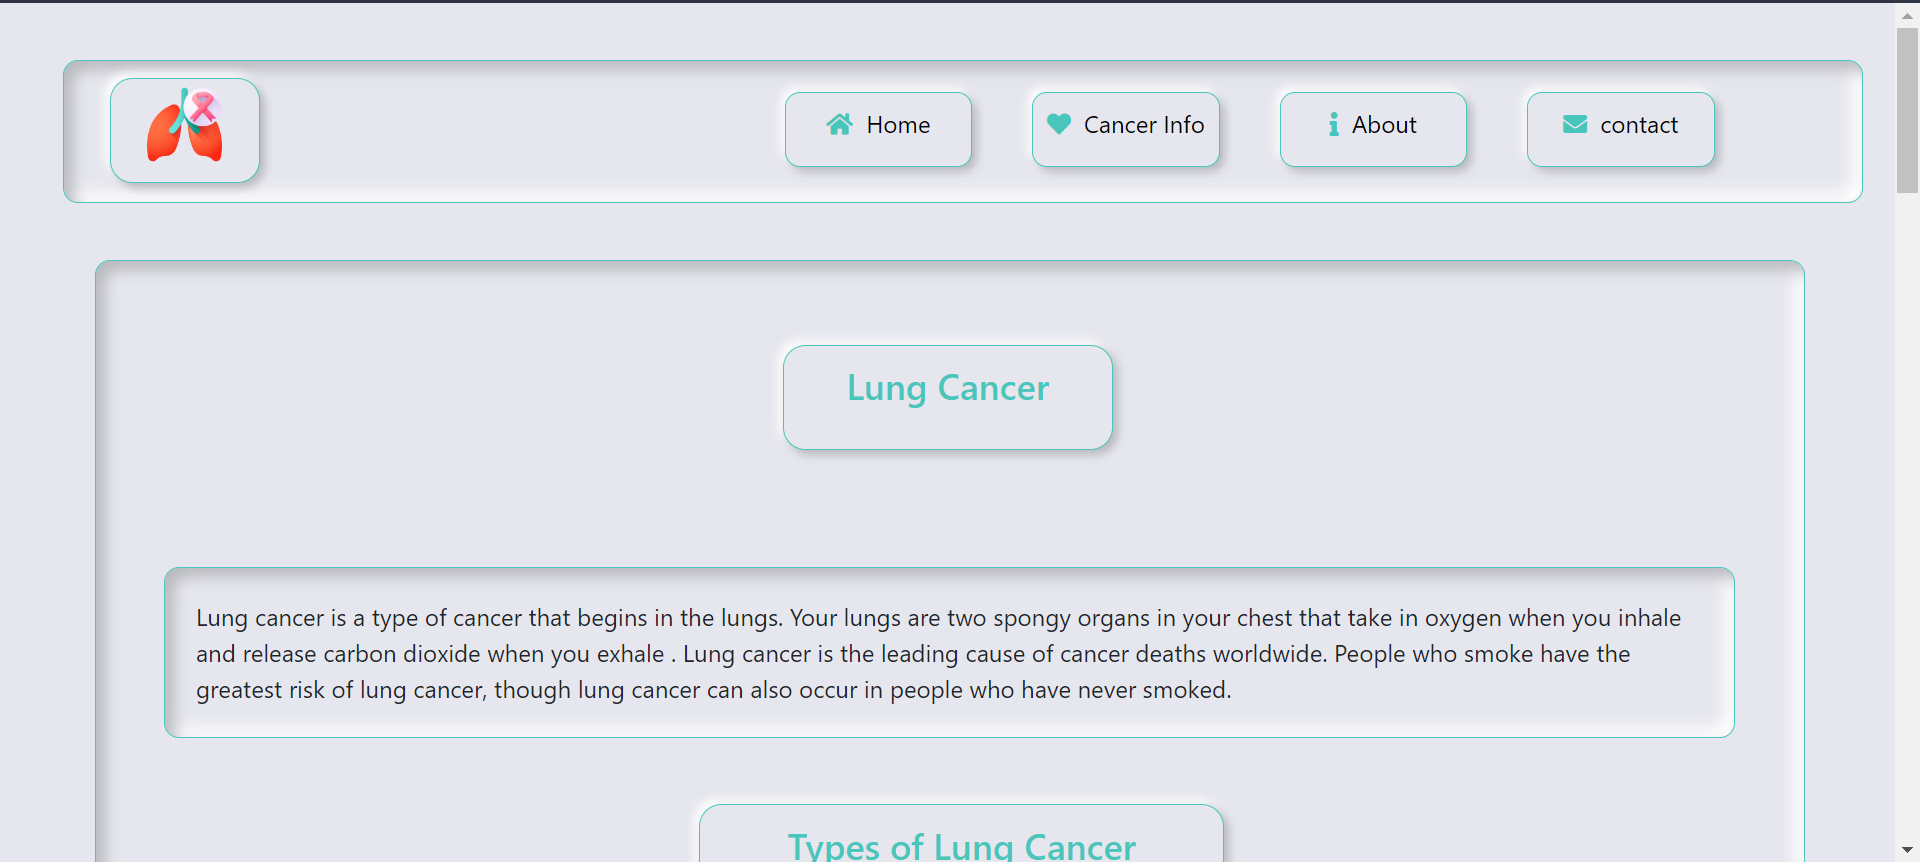 Home
Cancer Info
About
contact
Lung Cancer
Lung cancer is a type of cancer that begins in the lungs. Your lungs are two spongy organs in your chest that take in oxygen when you inhale
and release carbon dioxide when you exhale . Lung cancer is the leading cause of cancer deaths worldwide. People who smoke have the
greatest risk of lung cancer, though lung cancer can also occur in people who have never smoked.
Types of Lung Cancer